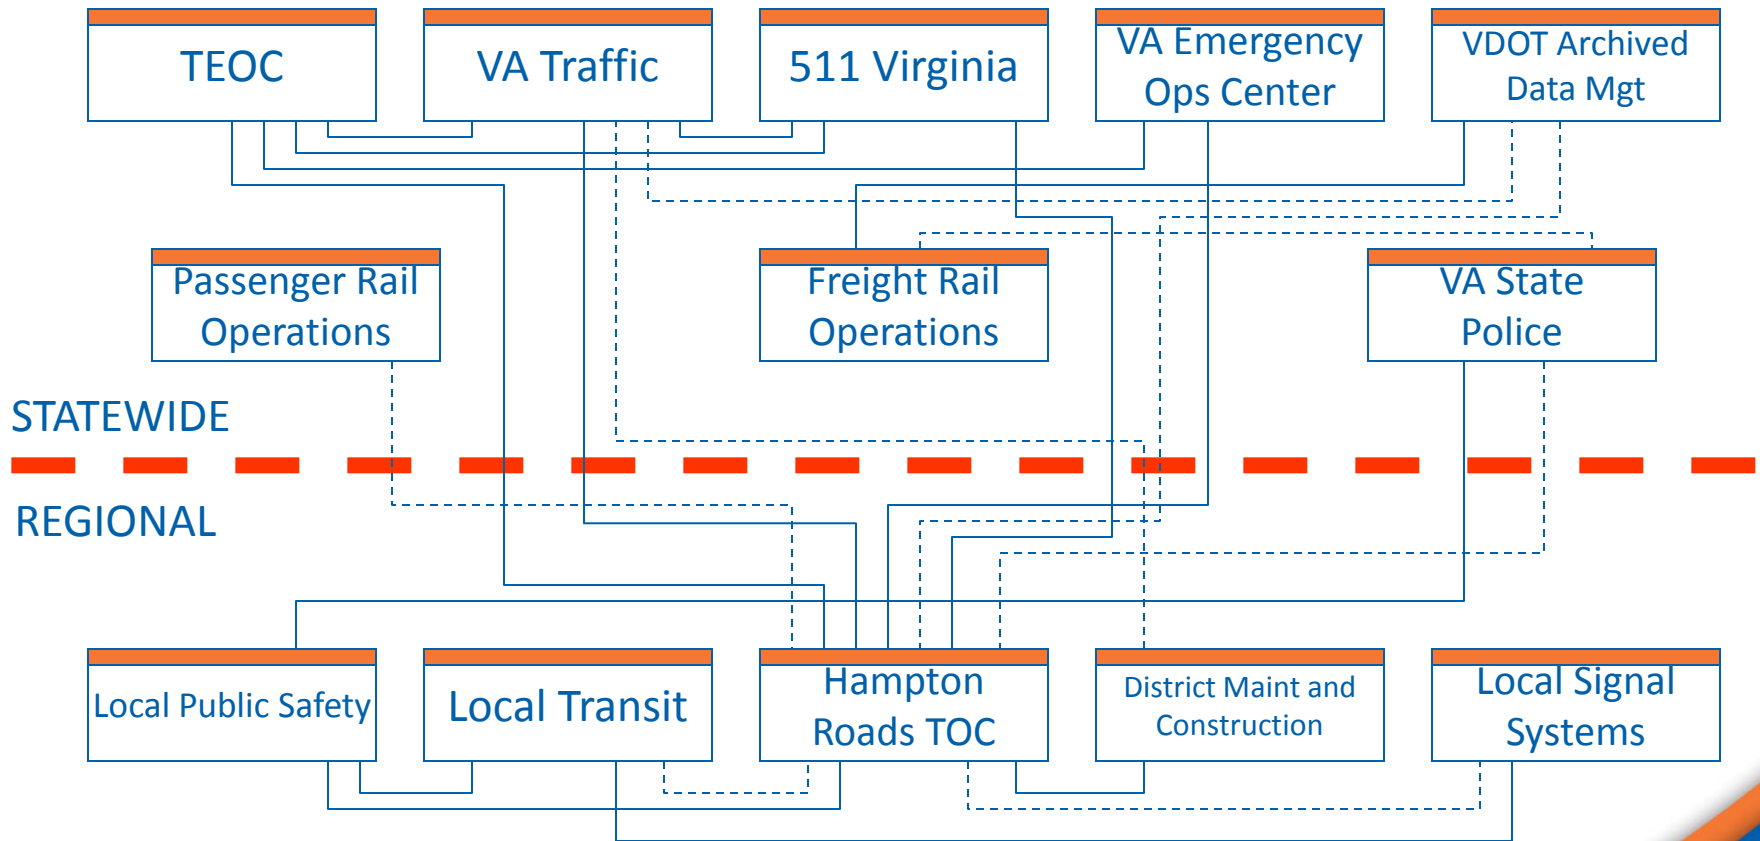 TEOC
VA Traffic
511 Virginia
VA Emergency
Ops Center
VDOT Archived
Data Mgt
Passenger Rail
Operations
Freight Rail
Operations
VA State
Police
STATEWIDE
REGIONAL
Local Public Safety
Local Transit
Hampton
Roads TOC
District Maint and
Construction
Local Signal
Systems